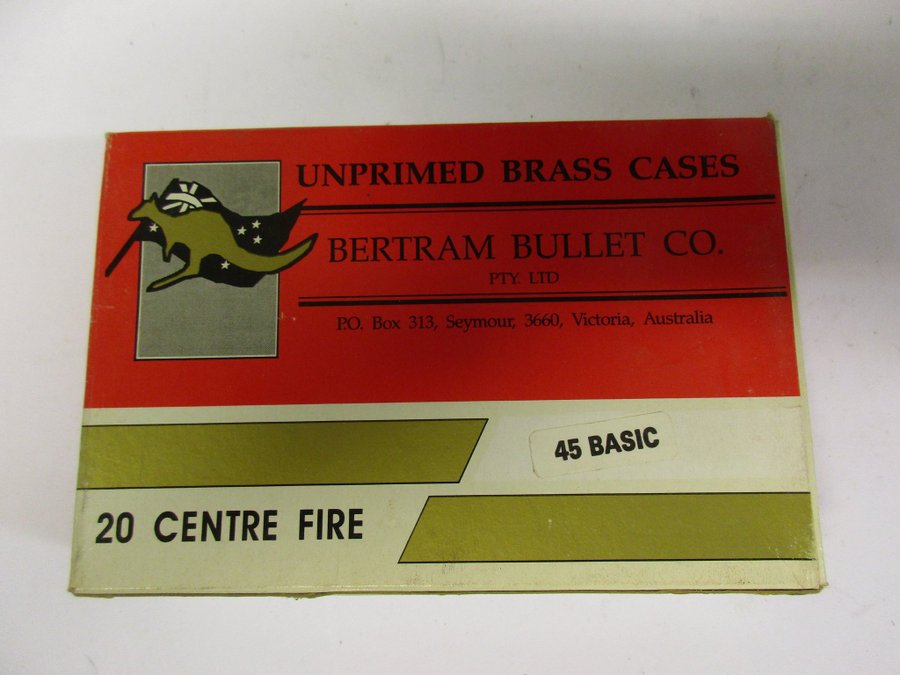 UNPRIMED BRASS CASES
BERTRAM BULLET CO.
PTY. LTD
P.O. Box 313, Seymour, 3660, Victoria, Australia
45 BASIC
20 CENTRE FIRE